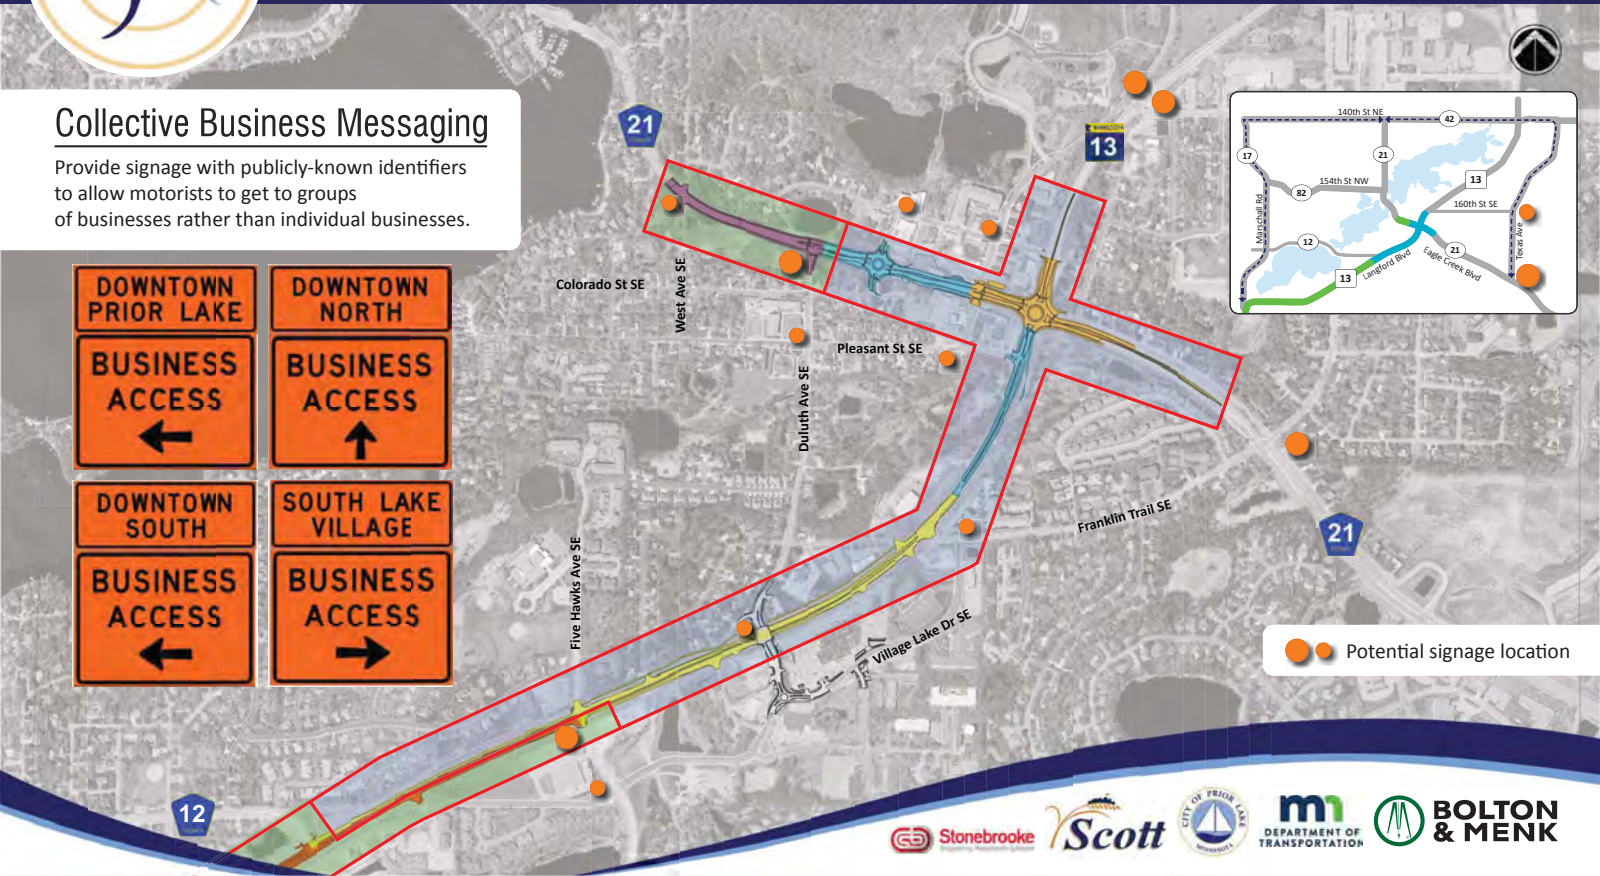 Collective Business Messaging
Provide signage with publicly-known identifiers
to allow motorists to get to groups
of businesses rather than individual businesses.
DOWNTOWN
PRIOR LAKE
BUSINESS
ACCESS
DOWNTOWN
NORTH
BUSINESS
ACCESS
DOWNTOWN
SOUTH
BUSINESS
ACCESS
SOUTH LAKE
VILLAGE
BUSINESS
ACCESS
21
13
Colorado St SE
West Ave SE
Pleasant St SE
Duluth Ave SE
Five Hawks Ave SE
Franklin Trail SE
Village Lake Dr SE
21
12
140th St NE
42
17
21
154th St NW
82
13
160th St SE
Marschall Rd
12
21
Texas Ave
Langford Blvd
Eagle Creek Blvd
13
Potential signage location
Stonebrooke
Scott
CITY OF PRIOR LAKE
MINNESOTA
DEPARTMENT OF
TRANSPORTATION
BOLTON
& MENK